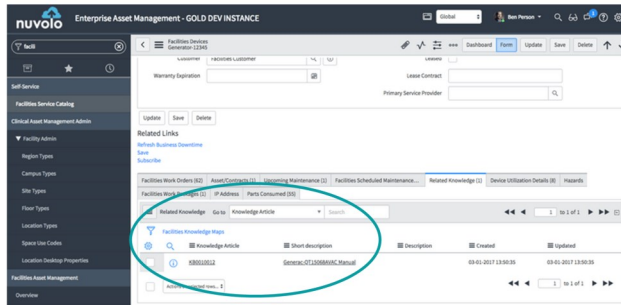 nuvolo Enterprise Asset Management - GOLD DEV INSTANCE Global Ben Person
facili Facilities Devices
Generator-12345 Dashboard Form Update Save Delete
Customer Facilities Customer Leased
Warranty Expiration Lease Contract
Primary Service Provider
Self-Service
Facilities Service Catalog
Clinical Asset Management Admin
Facility Admin
Region Types
Campus Types
Site Types
Floor Types
Location Types
Space Use Codes
Location Desktop Properties
Facilities Asset Management
Overview
Update Save Delete
Related Links
Refresh Business Downtime
Save
Subscribe
Facilities Work Orders (62) Asset/Contracts (1) Upcoming Maintenance (1) Facilities Scheduled Maintenance... Related Knowledge (1) Device Utilization Details (8) Hazards
Facilities Work Packages (1) IP Address Parts Consumed (55)
Related Knowledge Go to Knowledge Article Search 1 to 1 of 1
Facilities Knowledge Maps
Knowledge Article Short description Description Created Updated
KB0010012 Generac-OT15068AVAC Manual 03-01-2017 13:50:35 03-01-2017 13:50:35
Actions on selected rows... 1 to 1 of 1